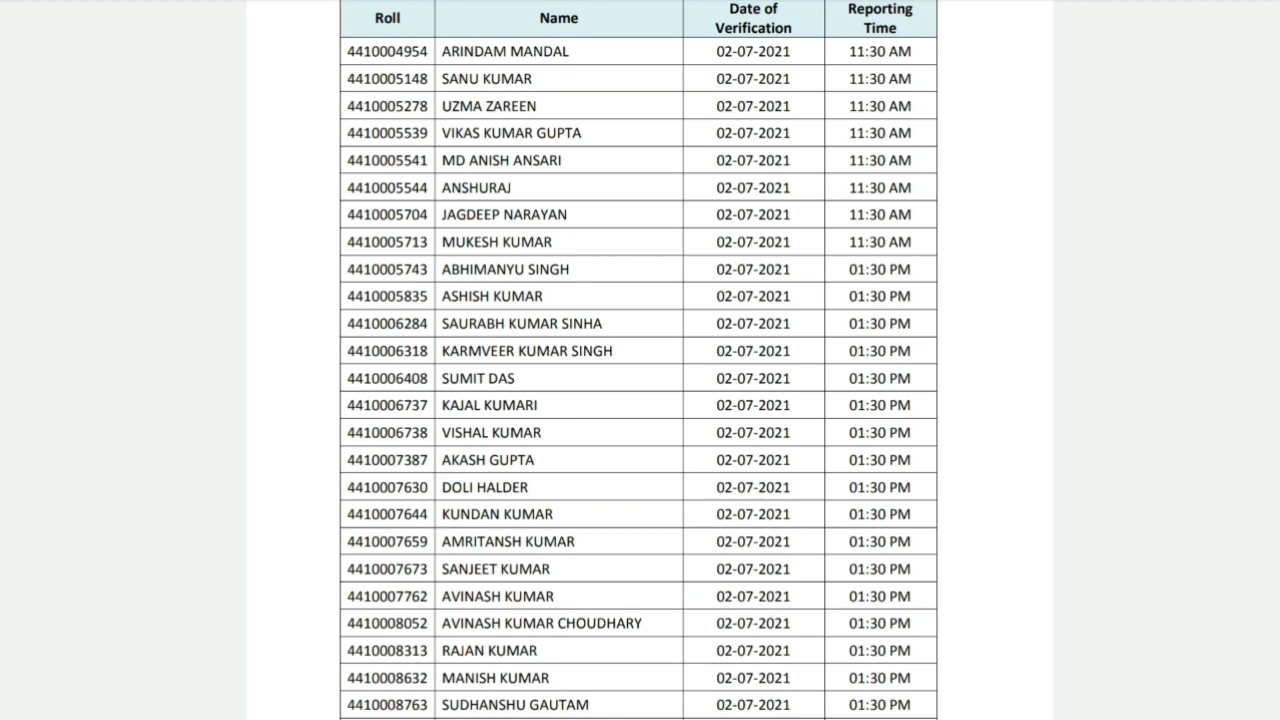 Roll Name Date of Verification Reporting Time
4410004954 ARINDAM MANDAL 02-07-2021 11:30 AM
4410005148 SANU KUMAR 02-07-2021 11:30 AM
4410005278 UZMA ZAREEN 02-07-2021 11:30 AM
4410005539 VIKAS KUMAR GUPTA 02-07-2021 11:30 AM
4410005541 MD ANISH ANSARI 02-07-2021 11:30 AM
4410005544 ANSHURAJ 02-07-2021 11:30 AM
4410005704 JAGDEEP NARAYAN 02-07-2021 11:30 AM
4410005713 MUKESH KUMAR 02-07-2021 11:30 AM
4410005743 ABHIMANYU SINGH 02-07-2021 01:30 PM
4410005835 ASHISH KUMAR 02-07-2021 01:30 PM
4410006284 SAURABH KUMAR SINHA 02-07-2021 01:30 PM
4410006318 KARMVEER KUMAR SINGH 02-07-2021 01:30 PM
4410006408 SUMIT DAS 02-07-2021 01:30 PM
4410006737 KAJAL KUMARI 02-07-2021 01:30 PM
4410006738 VISHAL KUMAR 02-07-2021 01:30 PM
4410007387 AKASH GUPTA 02-07-2021 01:30 PM
4410007630 DOLI HALDER 02-07-2021 01:30 PM
4410007644 KUNDAN KUMAR 02-07-2021 01:30 PM
4410007659 AMRITANSH KUMAR 02-07-2021 01:30 PM
4410007673 SANJEET KUMAR 02-07-2021 01:30 PM
4410007762 AVINASH KUMAR 02-07-2021 01:30 PM
4410008052 AVINASH KUMAR CHOUDHARY 02-07-2021 01:30 PM
4410008313 RAJAN KUMAR 02-07-2021 01:30 PM
4410008632 MANISH KUMAR 02-07-2021 01:30 PM
4410008763 SUDHANSHU GAUTAM 02-07-2021 01:30 PM